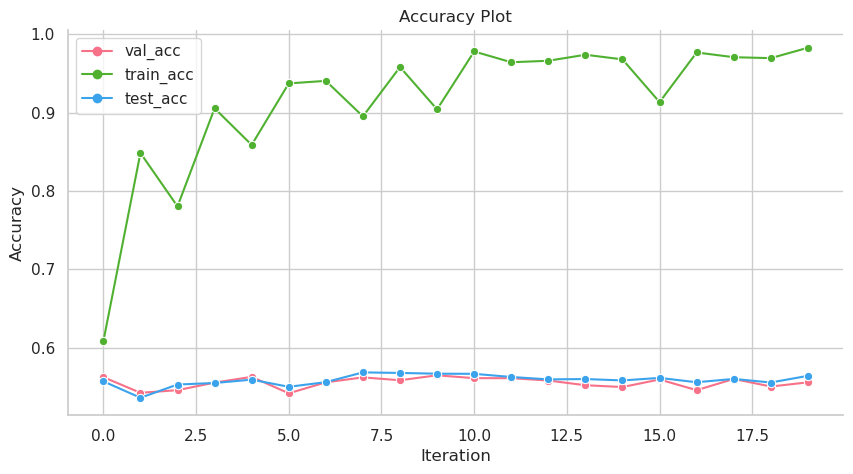 Accuracy Plot
val_acc
train_acc
test_acc
Accuracy
1.0
0.9
0.8
0.7
0.6
0.0 2.5 5.0 7.5 10.0 12.5 15.0 17.5
Iteration